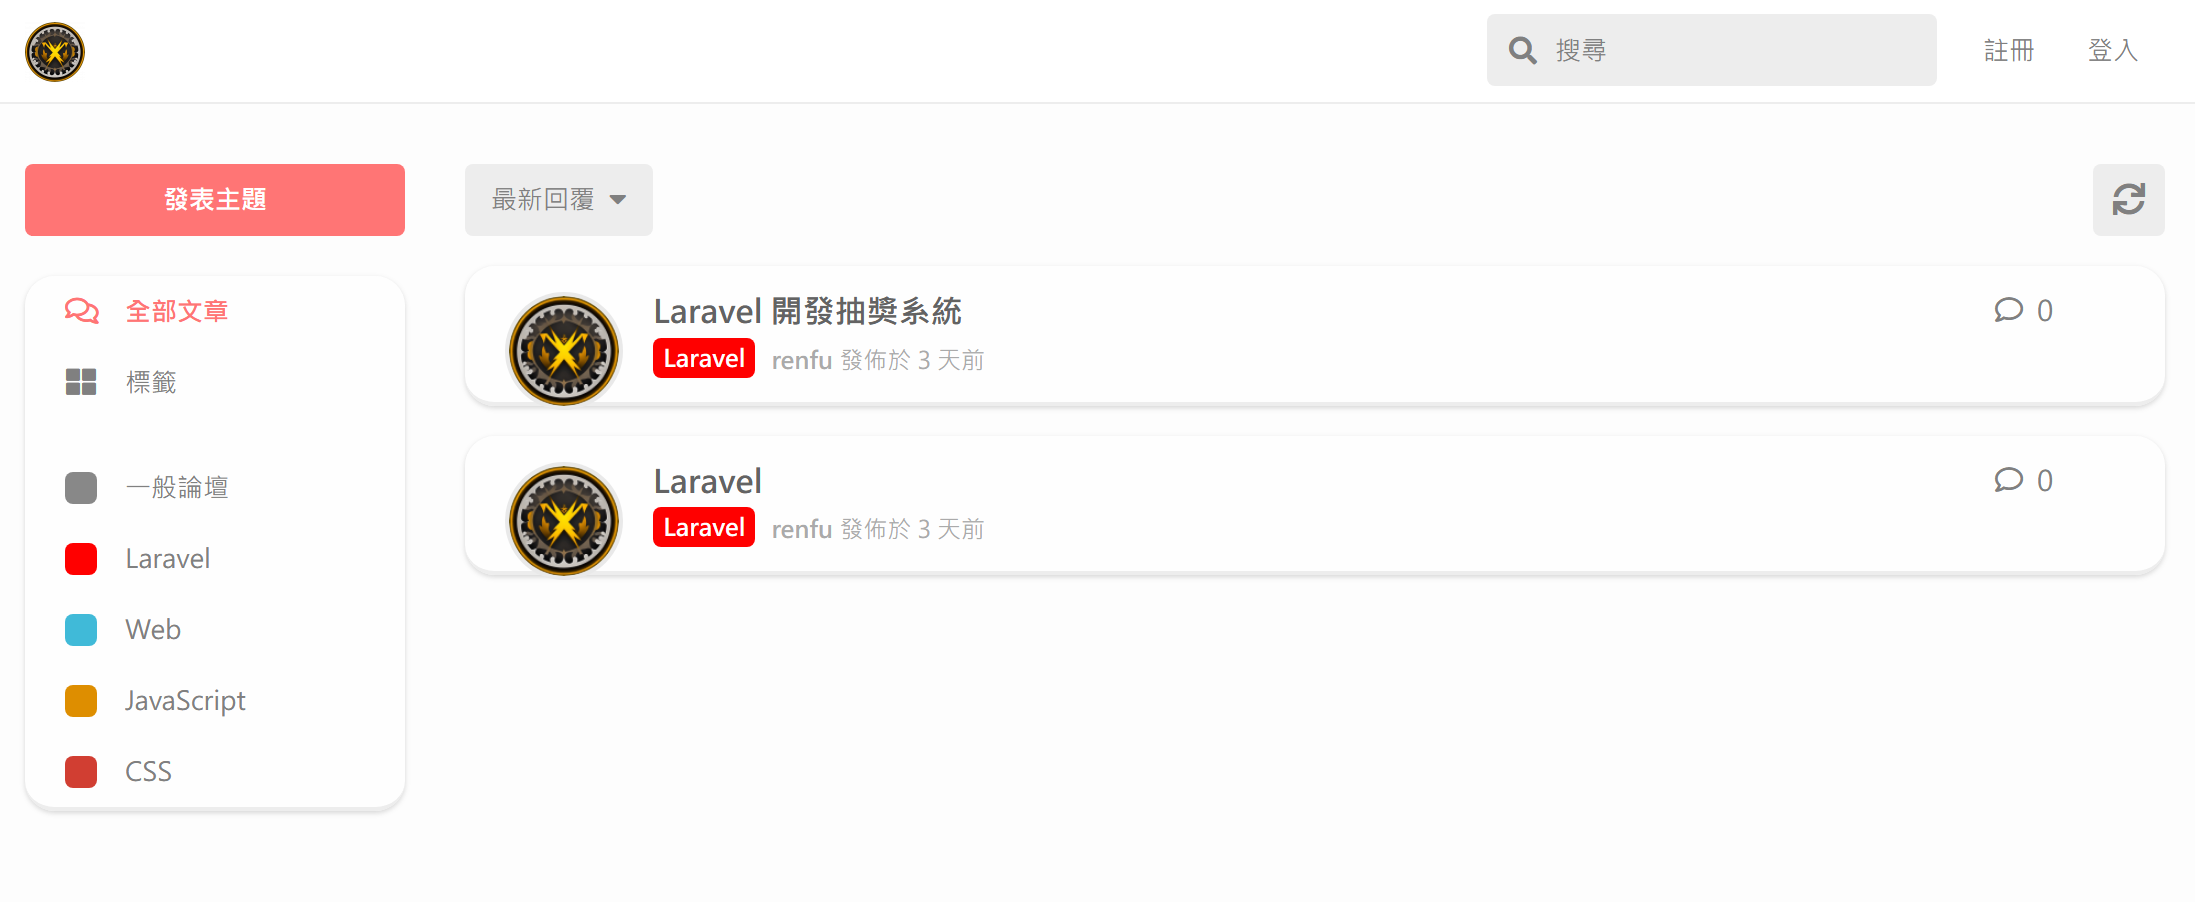 搜尋
註冊
登入
發表主題
最新回覆
全部文章
標籤
一般論壇
Laravel
Web
JavaScript
CSS
Laravel 開發抽獎系統
0
Laravel renfu 發佈於 3 天前
Laravel
0
Laravel renfu 發佈於 3 天前